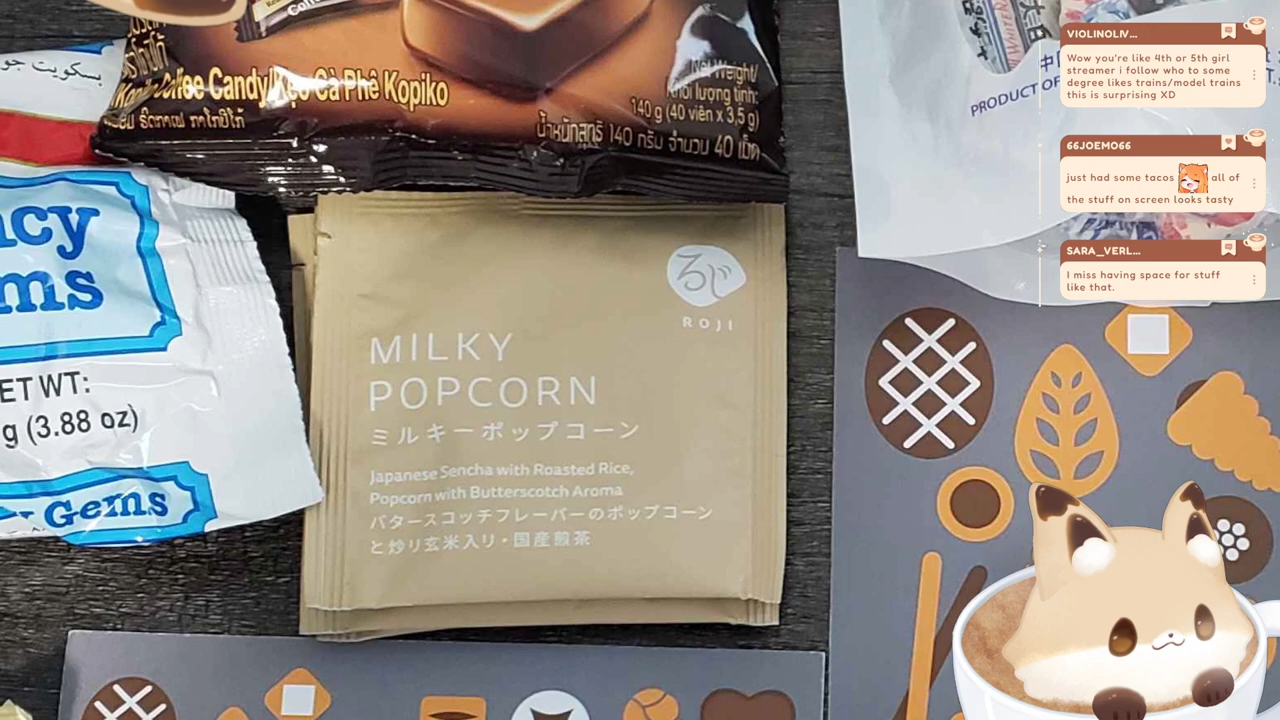 Coffee Candy/Kẹo Cà Phê Kopiko
Net Weight/
Khối lượng tịnh:
140 g (40 viên x 3,5 g)
น้ำหนักสุทธิ 140 กรัม จำนวน 40 เม็ด
بسكويت
ncy
ms
ET WT:
g (3.88 oz)
Gems
るじ
ROJI
MILKY
POPCORN
ミルキーポップコーン
Japanese Sencha with Roasted Rice,
Popcorn with Butterscotch Aroma
バタースコッチフレーバーのポップコーン
と炒り玄米入り・国産煎茶
PRODUCT OF
VIOLINOLIV...
Wow you're like 4th or 5th girl
streamer i follow who to some
degree likes trains/model trains
this is surprising XD
66JOEMO66
just had some tacos all of
the stuff on screen looks tasty
SARA_VERL...
I miss having space for stuff
like that.